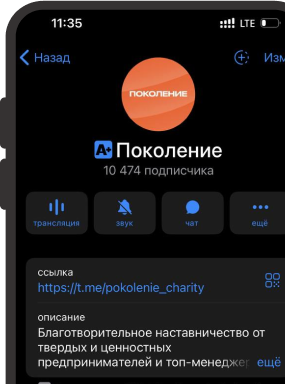 11:35 LTE
Назад Изм
ПОКОЛЕНИЕ
A+ Поколение
10 474 подписчика
трансляция звук чат ещё
ссылка
https://t.me/pokolenie_charity
описание
Благотворительное наставничество от
твердых и ценностных
предпринимателей и топ-менеджер ещё